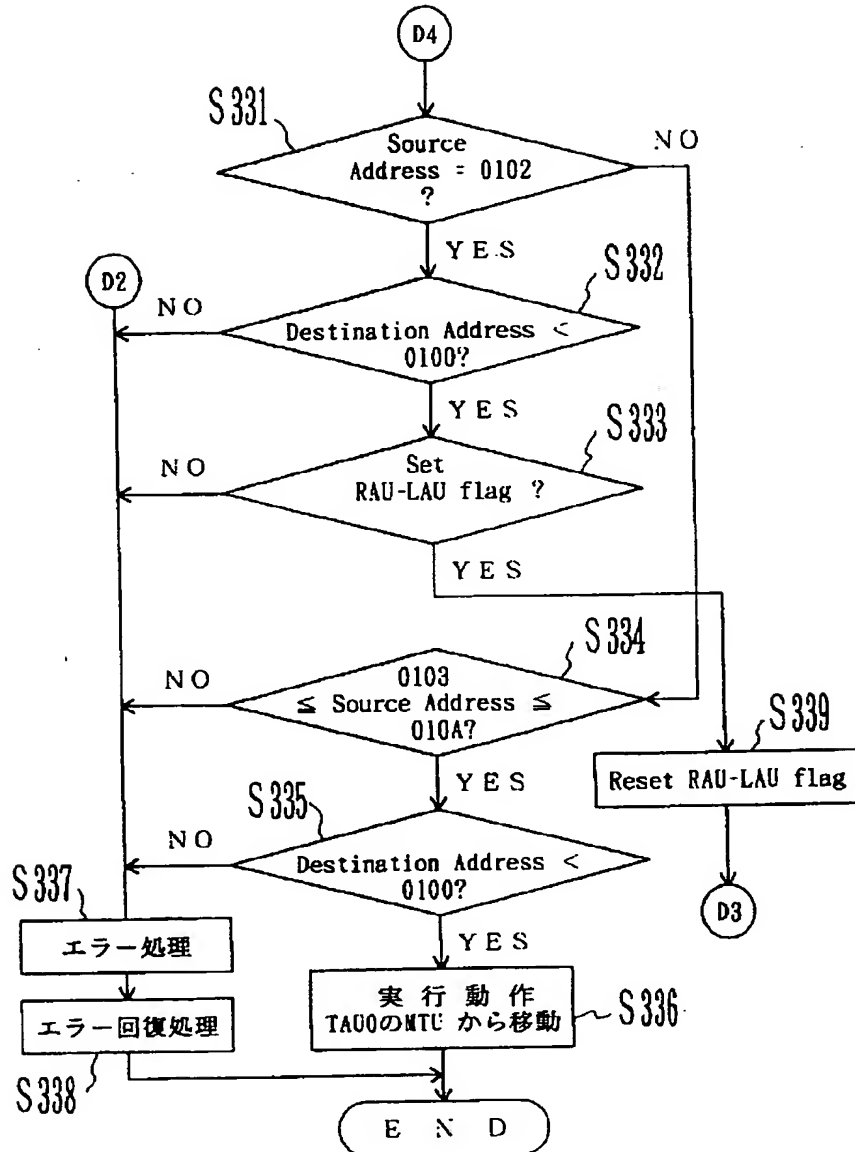 D4
S331
Source
Address = 0102
?
NO
YES
D2
S332
NO
Destination Address <
0100?
YES
S333
NO
Set
RAU-LAU flag ?
YES
S334
NO
0103
≦ Source Address ≦
010A?
S339
YES
Reset RAU-LAU flag
S335
NO
Destination Address <
0100?
D3
S337
YES
エラー処理
実行動作
TAU0のMTUから移動
S336
エラー回復処理
S338
END